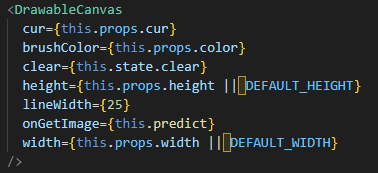 <DrawableCanvas
cur={this.props.cur}
brushColor={this.props.color}
clear={this.state.clear}
height={this.props.height || DEFAULT_HEIGHT}
lineWidth={25}
onGetImage={this.predict}
width={this.props.width || DEFAULT_WIDTH}
/>